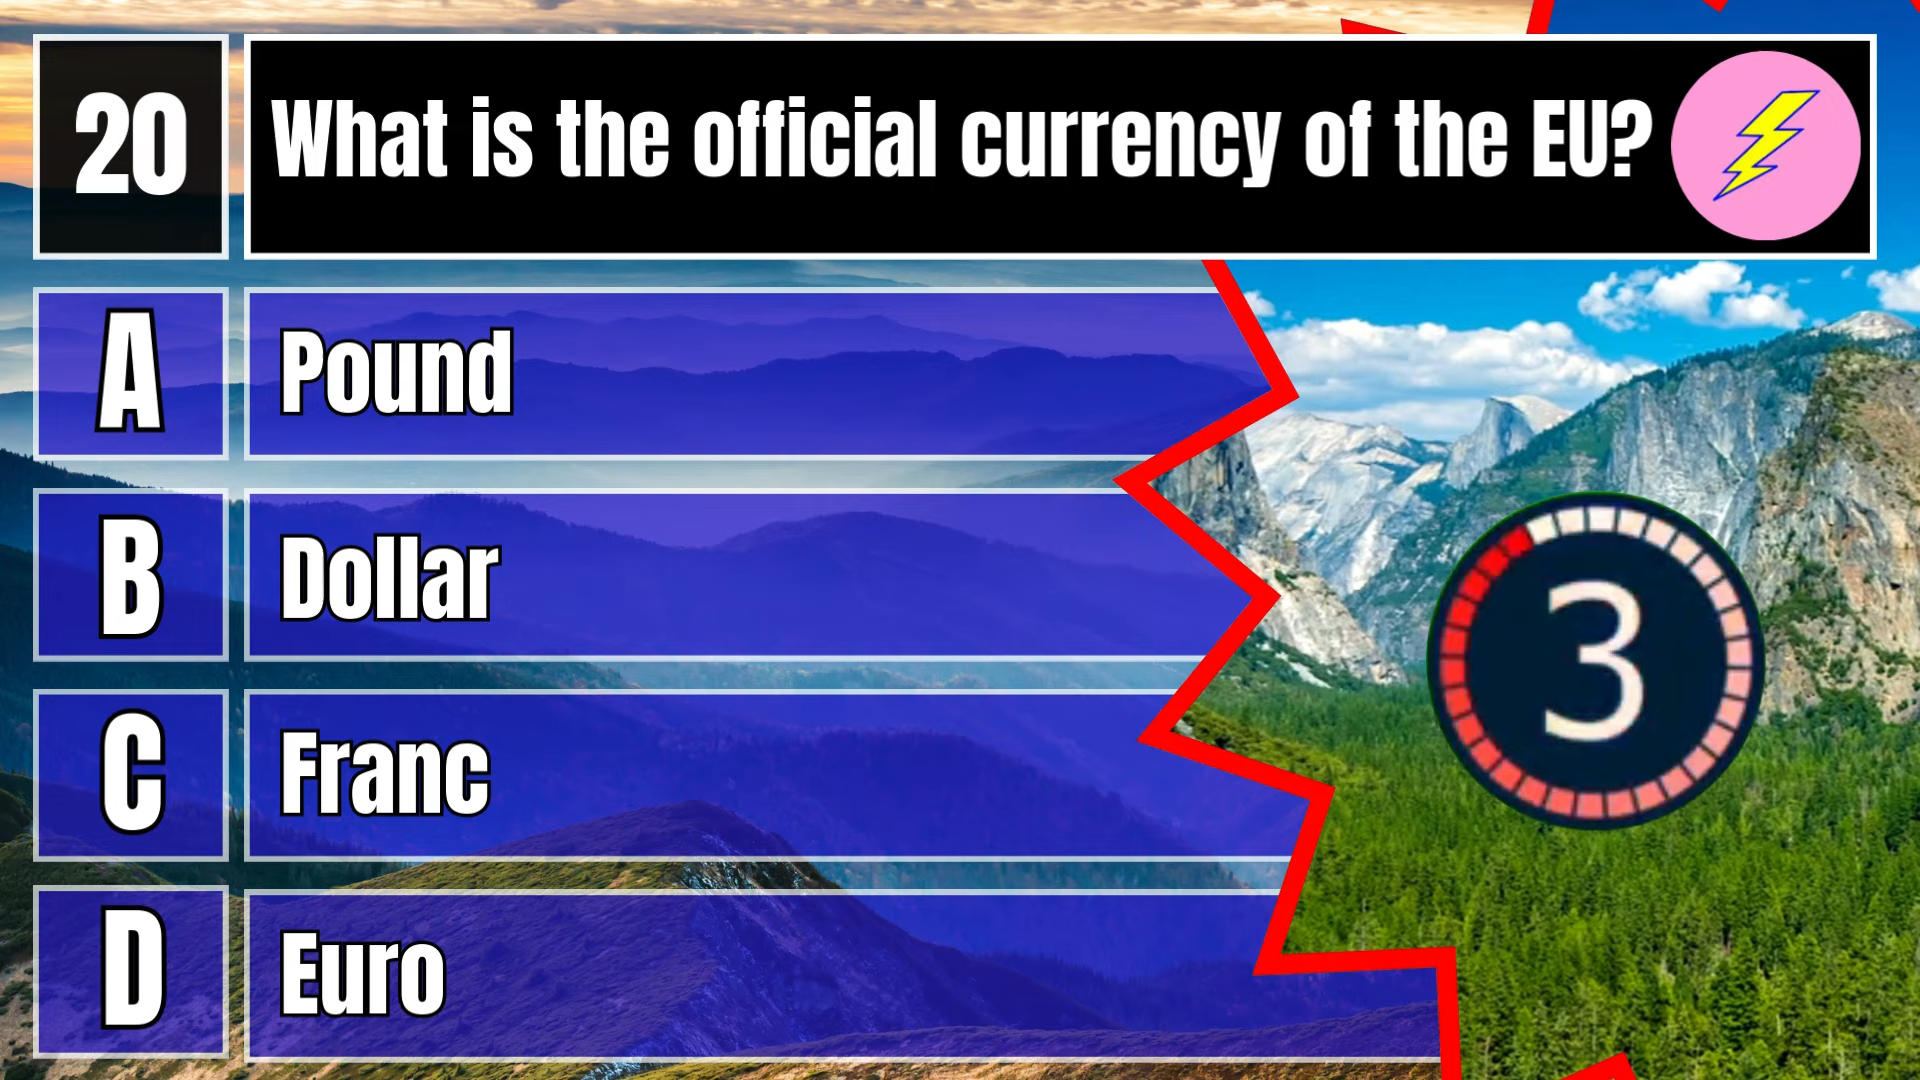 20
What is the official currency of the EU?
A
Pound
B
Dollar
C
Franc
D
Euro
3